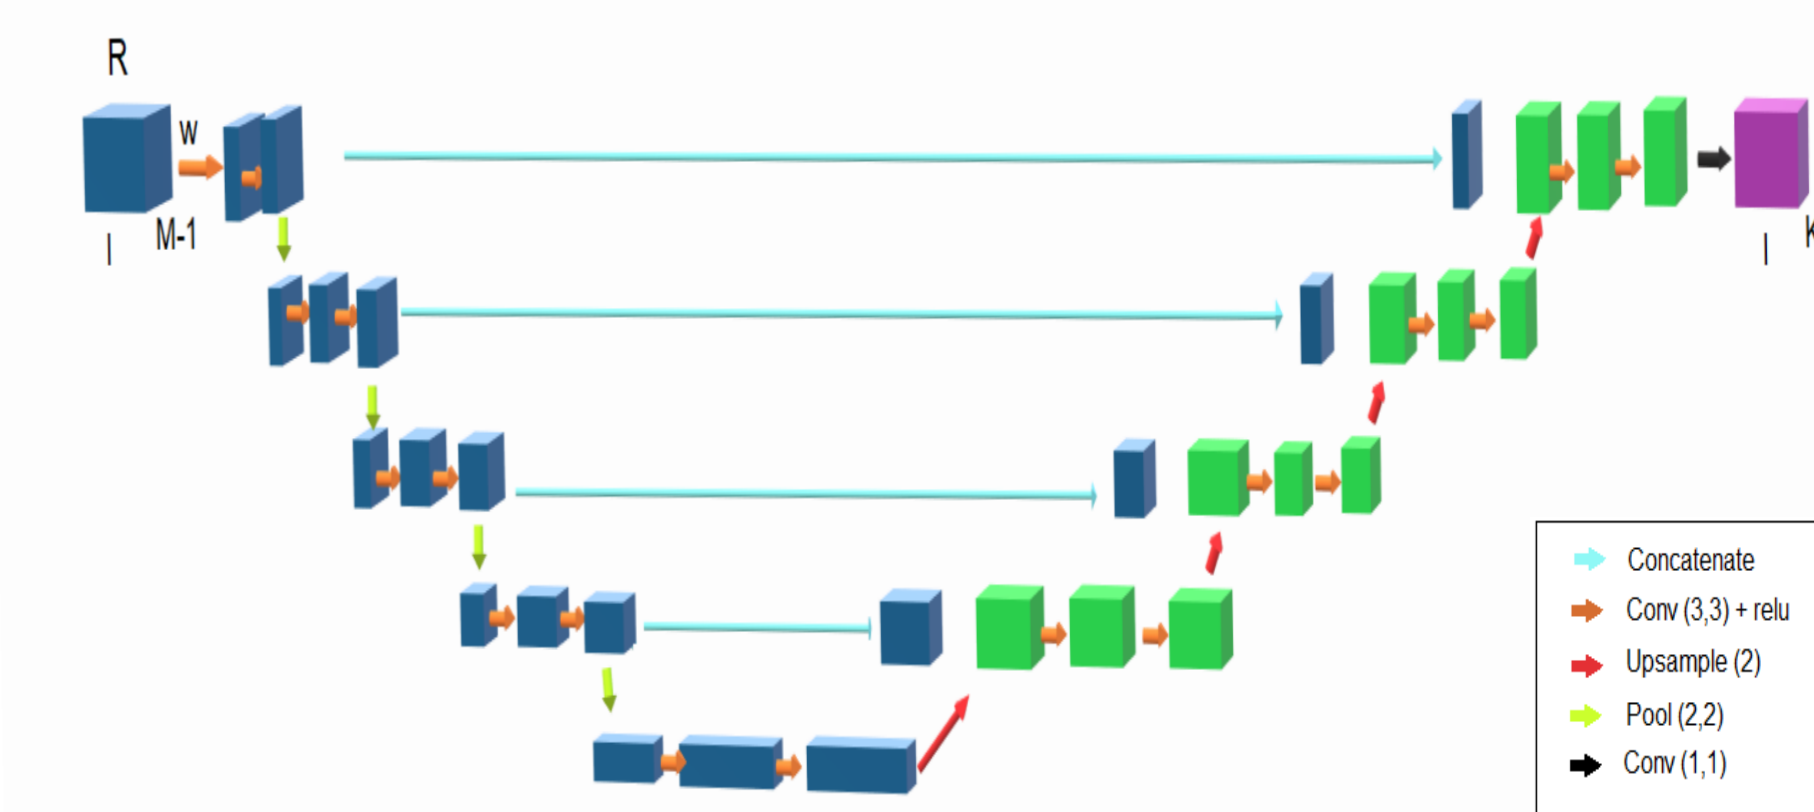 R
w
M-1
I
I
K
Concatenate
Conv (3,3) + relu
Upsample (2)
Pool (2,2)
Conv (1,1)